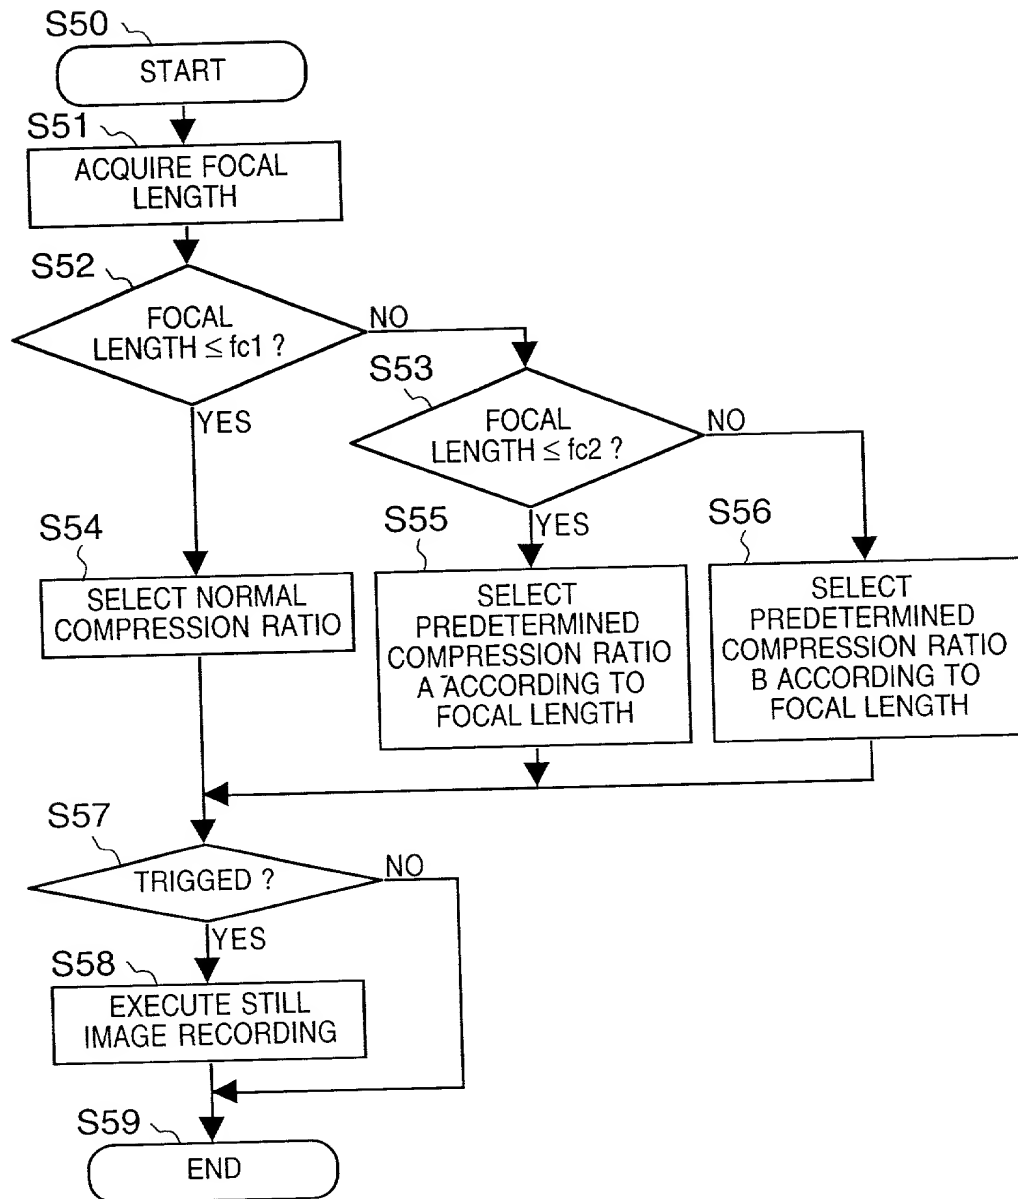 S50
START
S51
ACQUIRE FOCAL
LENGTH
S52
FOCAL
LENGTH ≤ fc1 ?
NO
YES
S53
FOCAL
LENGTH ≤ fc2 ?
NO
YES
S54
SELECT NORMAL
COMPRESSION RATIO
S55
SELECT
PREDETERMINED
COMPRESSION RATIO
A ACCORDING TO
FOCAL LENGTH
S56
SELECT
PREDETERMINED
COMPRESSION RATIO
B ACCORDING TO
FOCAL LENGTH
S57
TRIGGED ?
NO
YES
S58
EXECUTE STILL
IMAGE RECORDING
S59
END